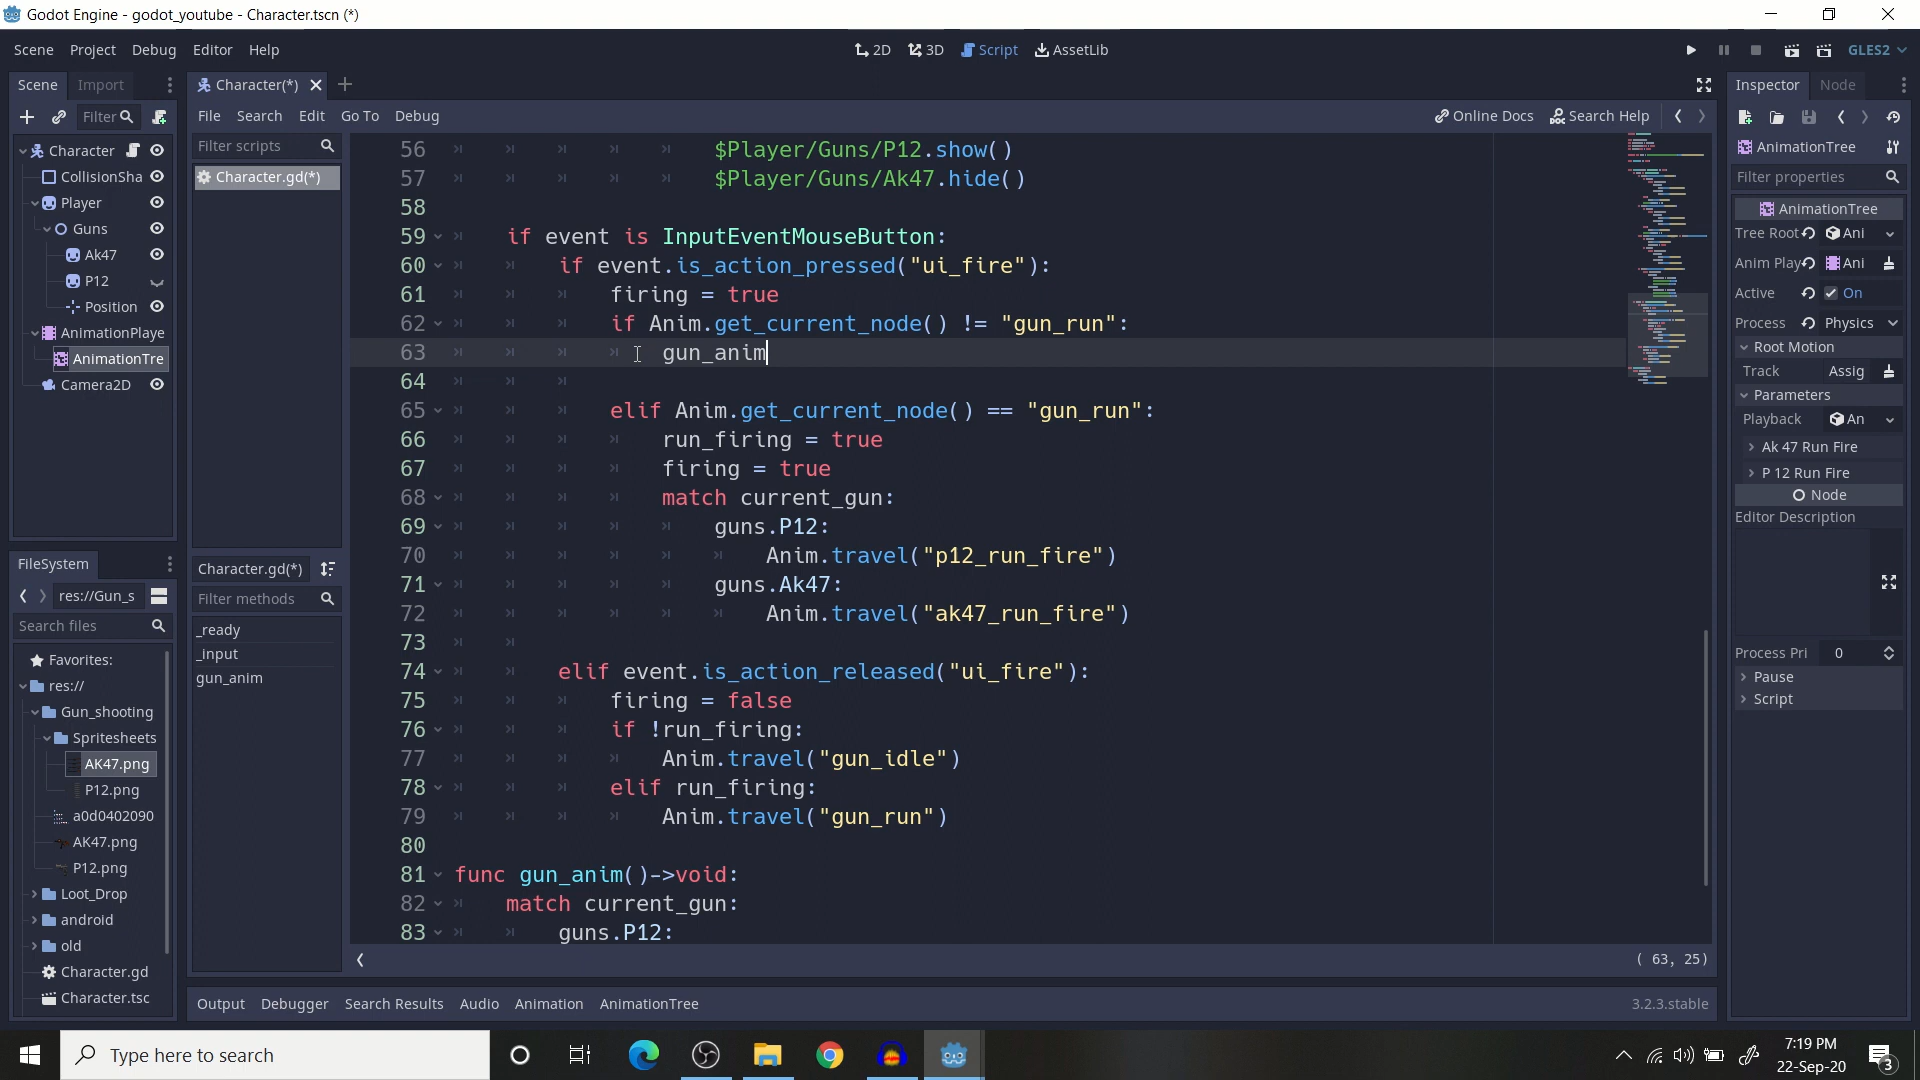 Godot Engine - godot_youtube - Character.tscn (*)
Scene Project Debug Editor Help
2D 3D Script AssetLib
GLES2
Scene Import
Filter
Character
CollisionSha
Player
Guns
Ak47
P12
Position
AnimationPlaye
AnimationTre
Camera2D
FileSystem
res://Gun_s
Search files
Favorites:
res://
Gun_shooting
Spritesheets
AK47.png
P12.png
a0d0402090
AK47.png
P12.png
Loot_Drop
android
old
Character.gd
Character.tsc
Character(*)
File Search Edit Go To Debug
Online Docs Search Help
Filter scripts
Character.gd(*)
Character.gd(*)
Filter methods
_ready
_input
gun_anim
56 $Player/Guns/P12.show()
57 $Player/Guns/Ak47.hide()
58
59 if event is InputEventMouseButton:
60 if event.is_action_pressed("ui_fire"):
61 firing = true
62 if Anim.get_current_node() != "gun_run":
63 gun_anim
64
65 elif Anim.get_current_node() == "gun_run":
66 run_firing = true
67 firing = true
68 match current_gun:
69 guns.P12:
70 Anim.travel("p12_run_fire")
71 guns.Ak47:
72 Anim.travel("ak47_run_fire")
73
74 elif event.is_action_released("ui_fire"):
75 firing = false
76 if !run_firing:
77 Anim.travel("gun_idle")
78 elif run_firing:
79 Anim.travel("gun_run")
80
81 func gun_anim()->void:
82 match current_gun:
83 guns.P12:
( 63, 25)
Output Debugger Search Results Audio Animation AnimationTree
3.2.3.stable
Inspector Node
AnimationTree
Filter properties
AnimationTree
Tree Root Ani
Anim Play Ani
Active On
Process Physics
Root Motion
Track Assig
Parameters
Playback An
Ak 47 Run Fire
P 12 Run Fire
Node
Editor Description
Process Pri 0
Pause
Script
Type here to search
7:19 PM
22-Sep-20
3